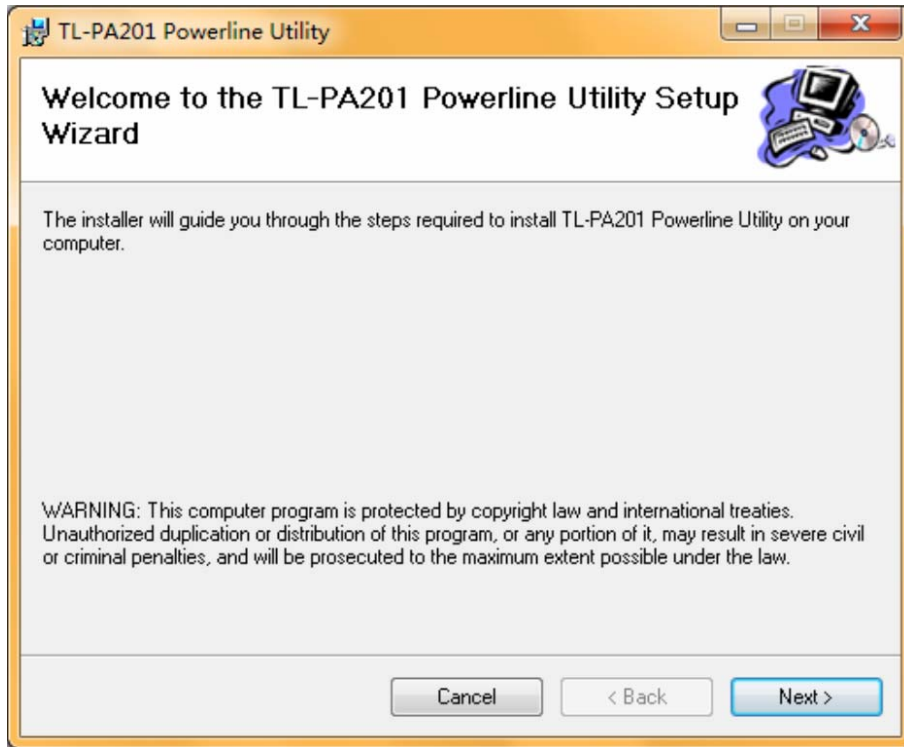 TL-PA201 Powerline Utility
Welcome to the TL-PA201 Powerline Utility Setup
Wizard
The installer will guide you through the steps required to install TL-PA201 Powerline Utility on your
computer.
WARNING: This computer program is protected by copyright law and international treaties.
Unauthorized duplication or distribution of this program, or any portion of it, may result in severe civil
or criminal penalties, and will be prosecuted to the maximum extent possible under the law.
Cancel
< Back
Next >